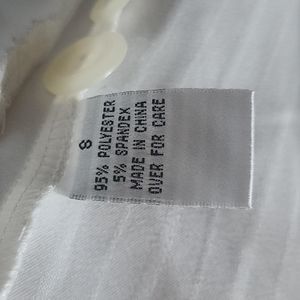 S
95% POLYESTER
5% SPANDEX
MADE IN CHINA
OVER FOR CARE